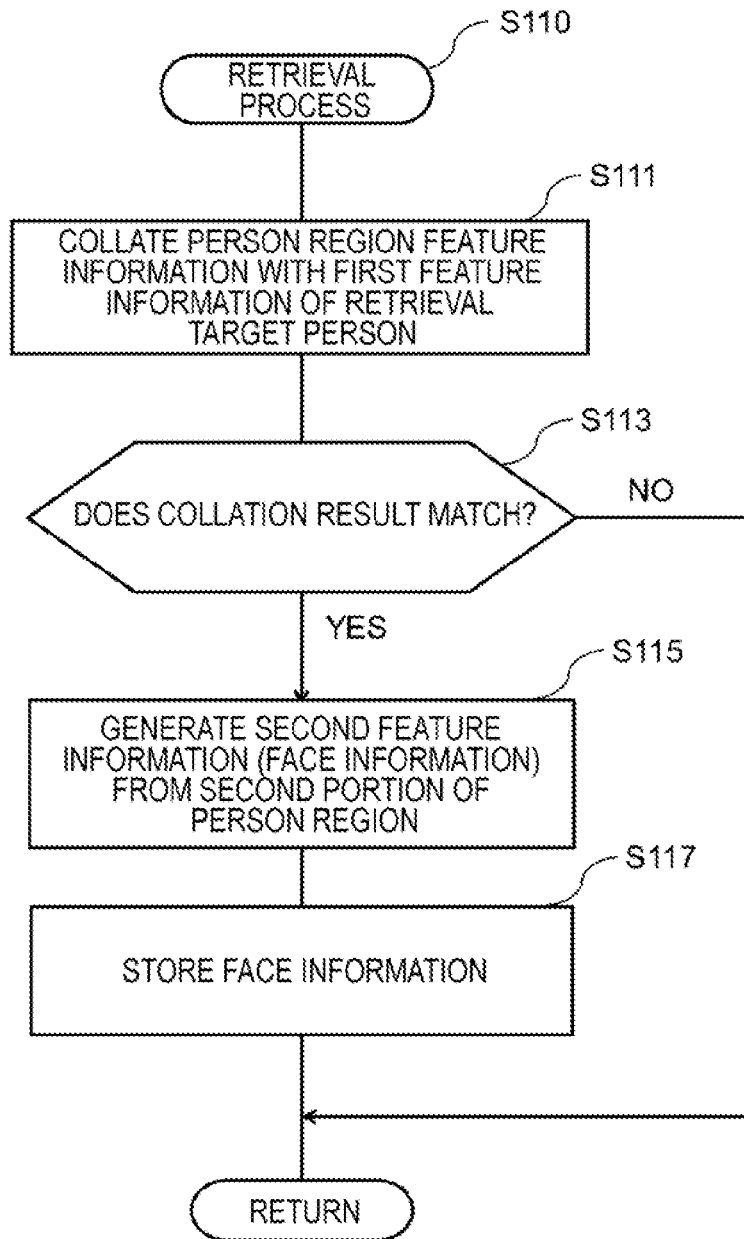 S110
RETRIEVAL
PROCESS
S111
COLLATE PERSON REGION FEATURE
INFORMATION WITH FIRST FEATURE
INFORMATION OF RETRIEVAL
TARGET PERSON
S113
DOES COLLATION RESULT MATCH?
NO
YES
S115
GENERATE SECOND FEATURE
INFORMATION (FACE INFORMATION)
FROM SECOND PORTION OF
PERSON REGION
S117
STORE FACE INFORMATION
RETURN